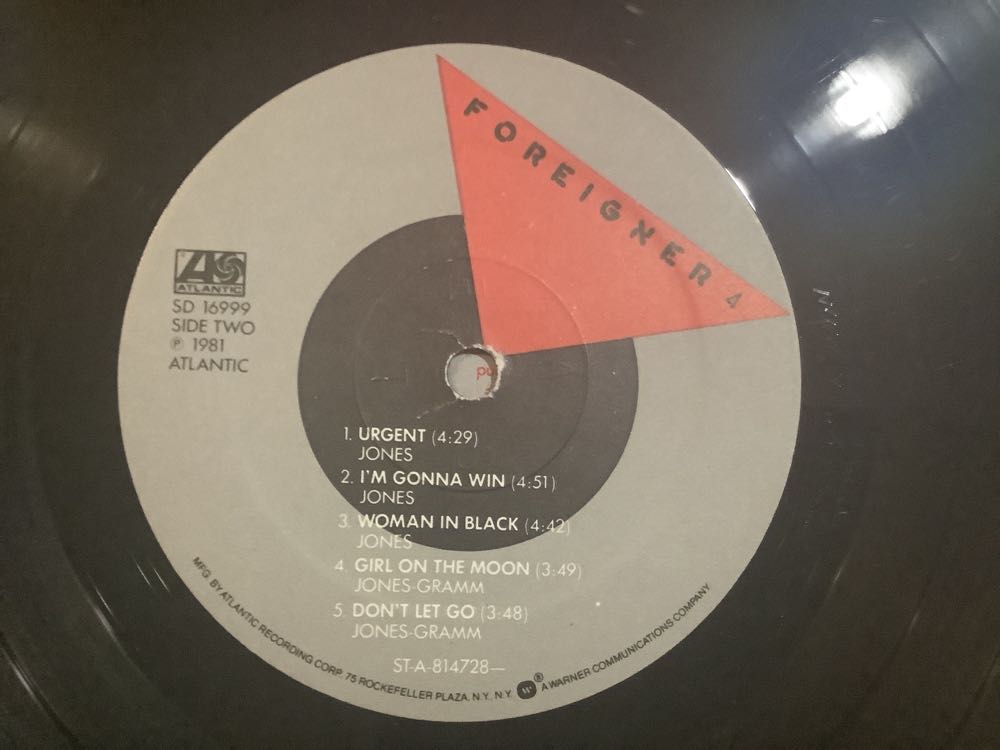 FOREIGNER 4
ATLANTIC
SD 16999
SIDE TWO
℗ 1981
ATLANTIC
1. URGENT (4:29)
JONES
2. I'M GONNA WIN (4:51)
JONES
3. WOMAN IN BLACK (4:42)
JONES
4. GIRL ON THE MOON (3:49)
JONES-GRAMM
5. DON'T LET GO (3:48)
JONES-GRAMM
ST-A-814728—
MFG. BY ATLANTIC RECORDING CORP. 75 ROCKEFELLER PLAZA, N.Y. N.Y. ® A WARNER COMMUNICATIONS COMPANY